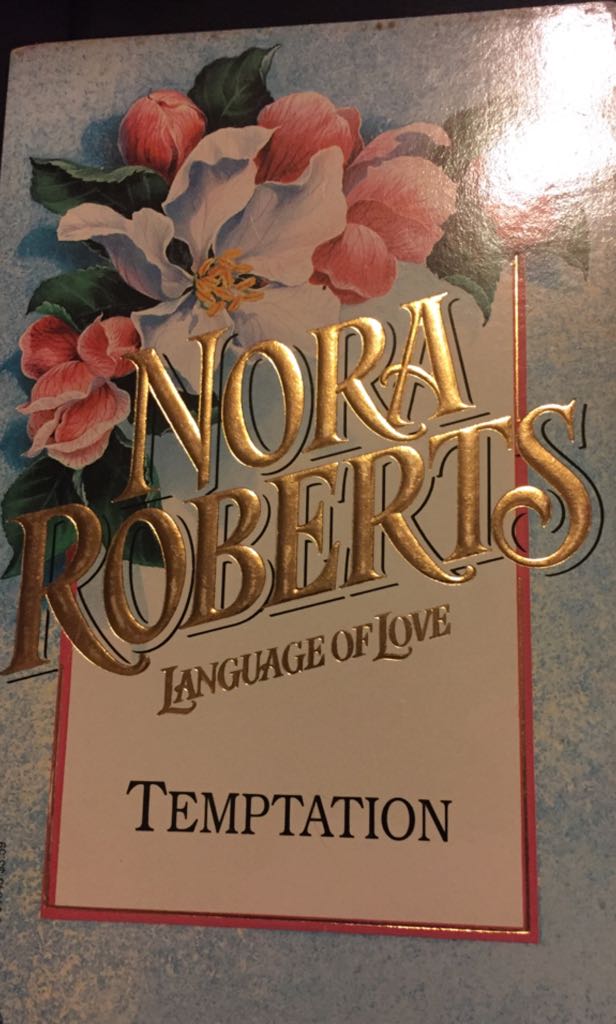 NORA
ROBERTS
LANGUAGE OF LOVE
TEMPTATION